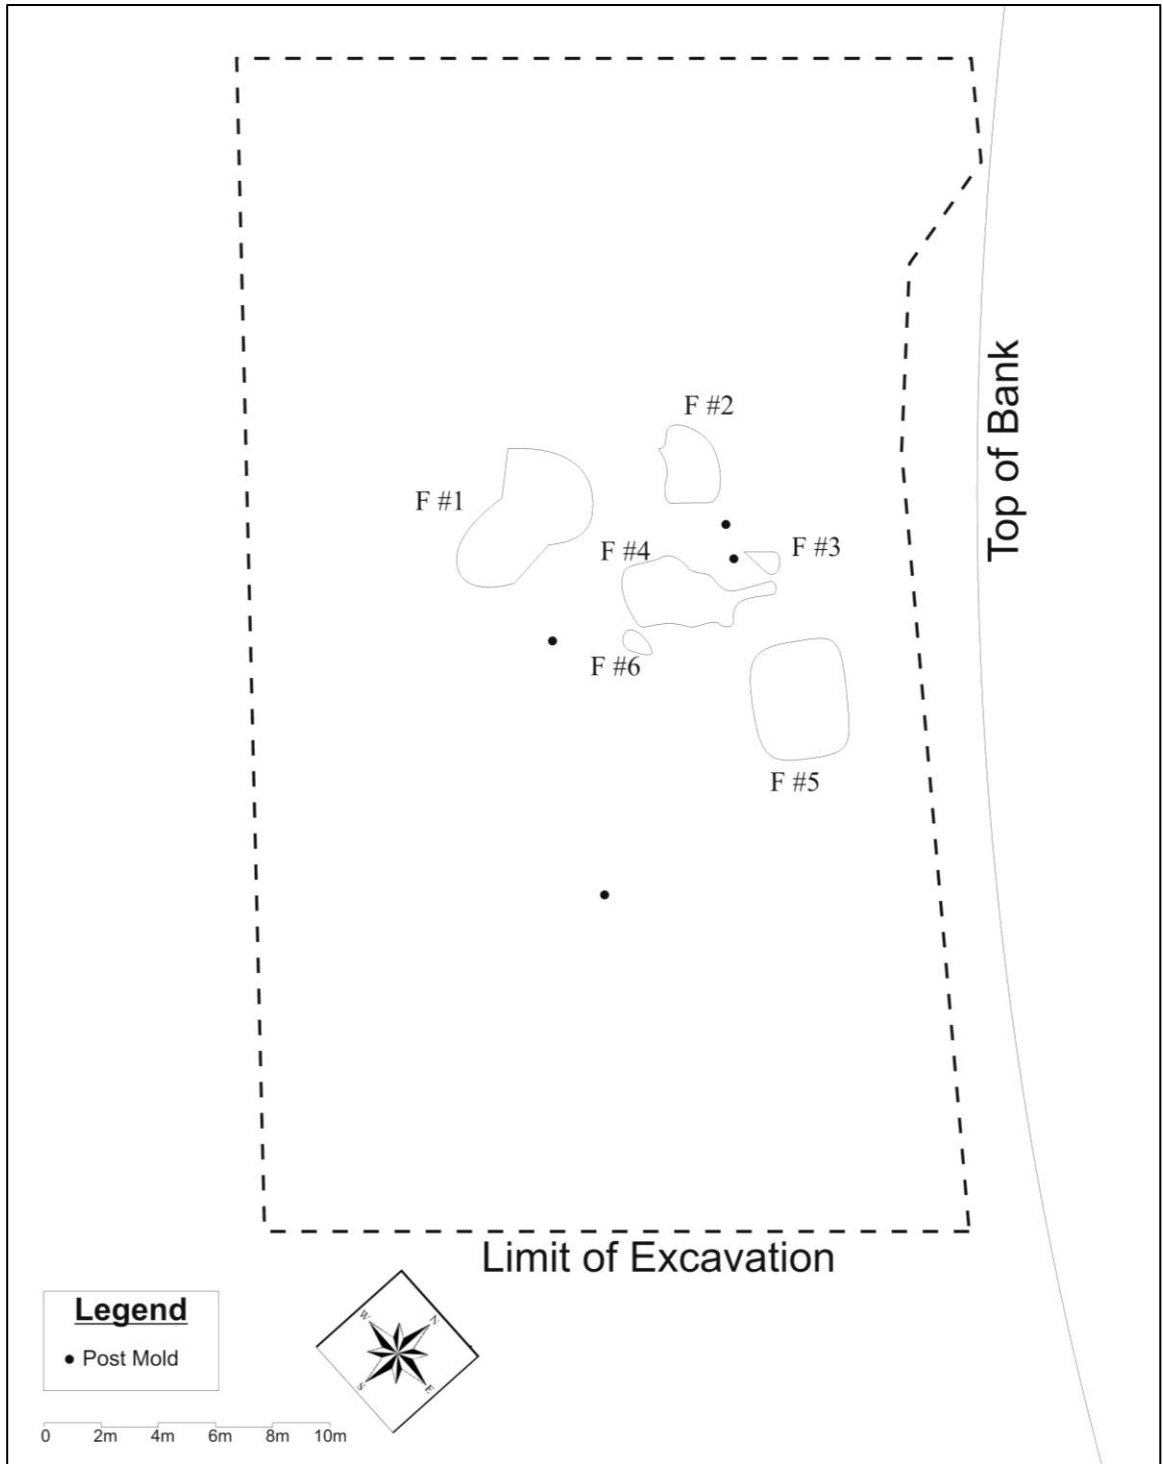 F #2
Top of Bank
F #1
F #3
F #4
F #6
F #5
Limit of Excavation
Legend
Post Mold
W
N
S
E
0 2m 4m 6m 8m 10m